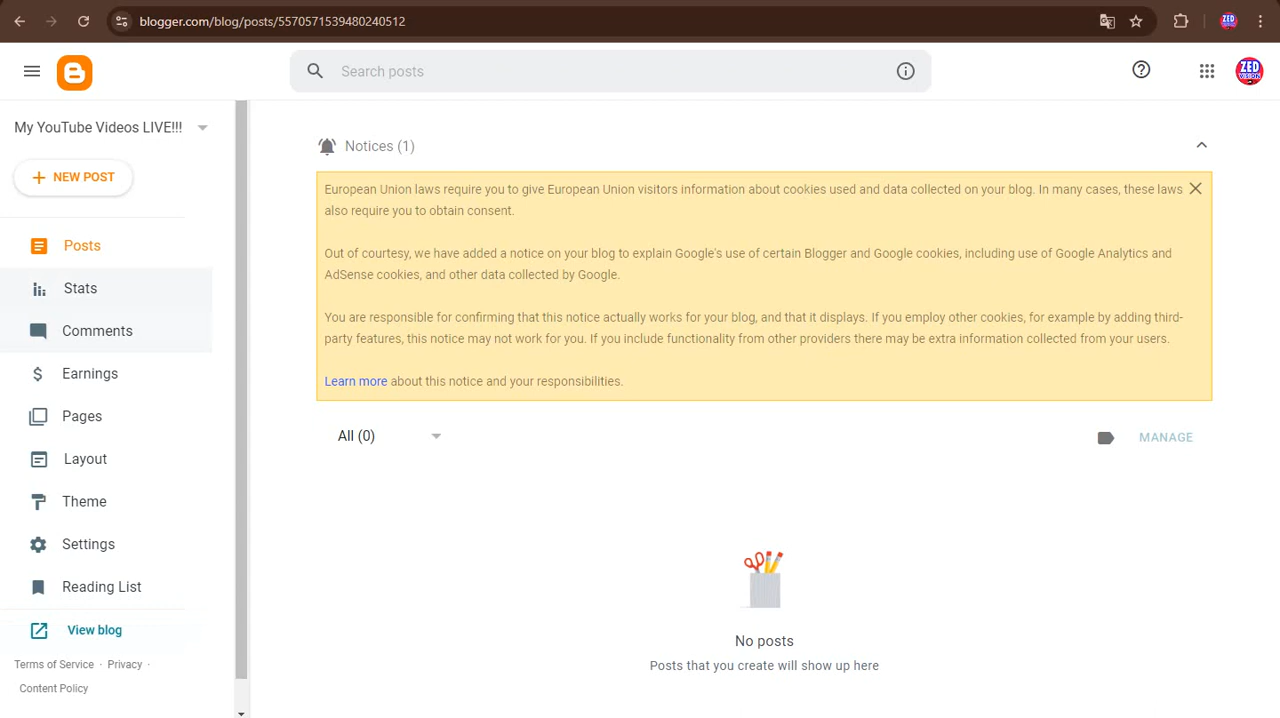 blogger.com/blog/posts/5570571539480240512
ZED
Search posts
ZED
VISION
My YouTube Videos LIVE!!!
NEW POST
Posts
Stats
Comments
Earnings
Pages
Layout
Theme
Settings
Reading List
View blog
Terms of Service · Privacy ·
Content Policy
Notices (1)
European Union laws require you to give European Union visitors information about cookies used and data collected on your blog. In many cases, these laws
also require you to obtain consent.
Out of courtesy, we have added a notice on your blog to explain Google's use of certain Blogger and Google cookies, including use of Google Analytics and
AdSense cookies, and other data collected by Google.
You are responsible for confirming that this notice actually works for your blog, and that it displays. If you employ other cookies, for example by adding third-
party features, this notice may not work for you. If you include functionality from other providers there may be extra information collected from your users.
Learn more about this notice and your responsibilities.
All (0)
MANAGE
No posts
Posts that you create will show up here